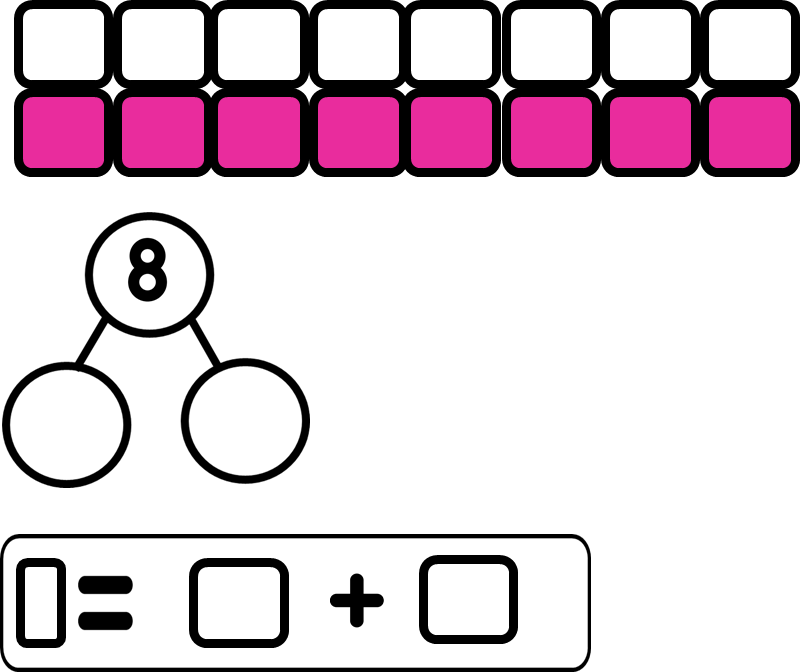 8
= +